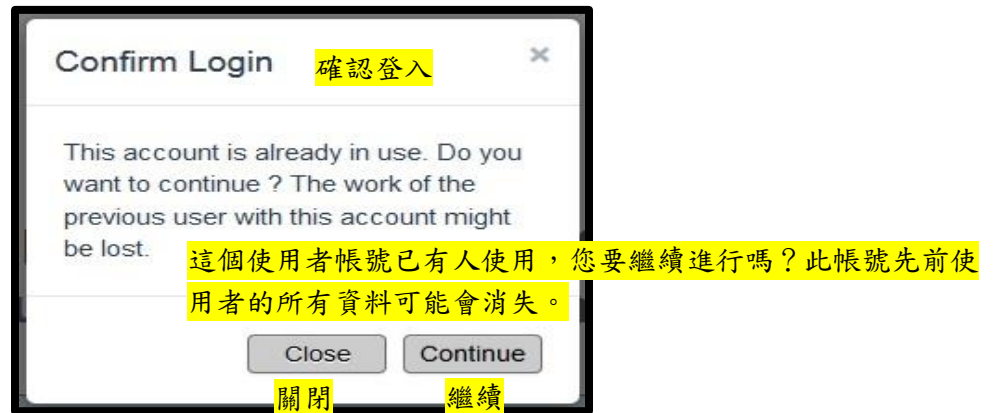 Confirm Login 確認登入 ×
This account is already in use. Do you
want to continue ? The work of the
previous user with this account might
be lost.
這個使用者帳號已有人使用，您要繼續進行嗎？此帳號先前使
用者的所有資料可能會消失。
Close Continue
關閉 繼續